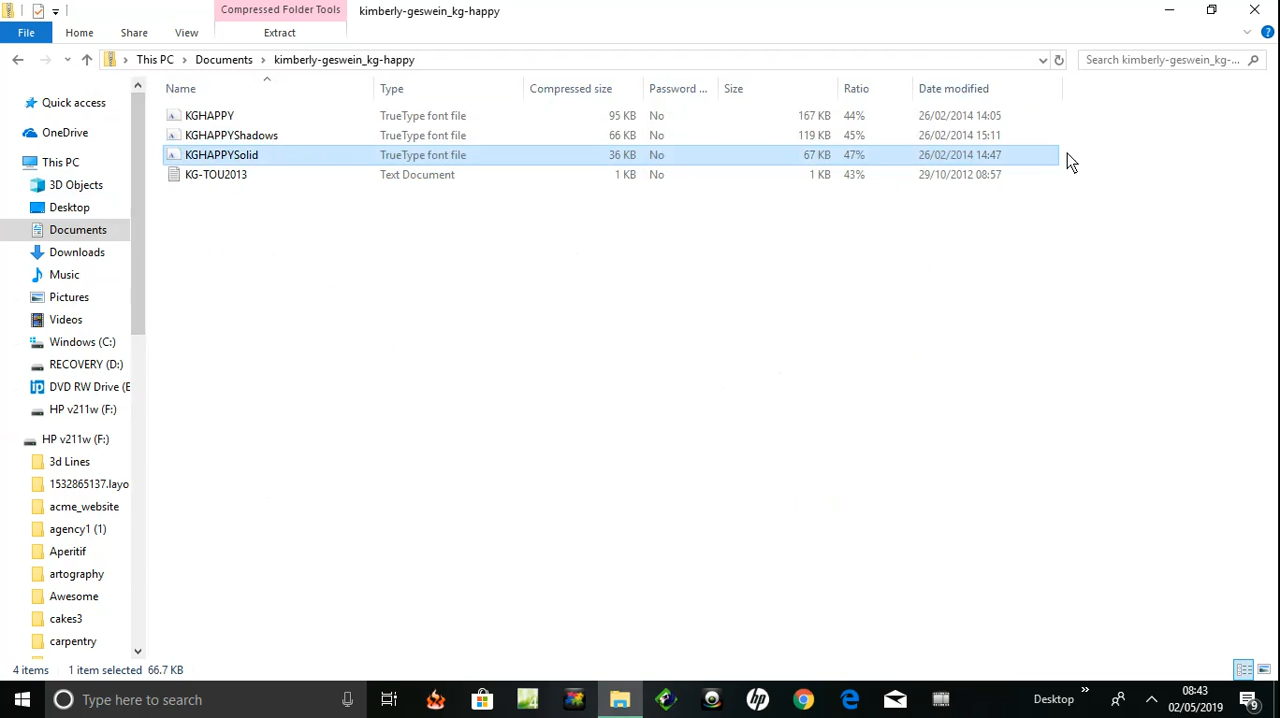 Compressed Folder Tools
kimberly-geswein_kg-happy
File Home Share View Extract
This PC Documents kimberly-geswein_kg-happy Search kimberly-geswein_kg-...
Name Type Compressed size Password ... Size Ratio Date modified
KGHAPPY TrueType font file 95 KB No 167 KB 44% 26/02/2014 14:05
KGHAPPYShadows TrueType font file 66 KB No 119 KB 45% 26/02/2014 15:11
KGHAPPYSolid TrueType font file 36 KB No 67 KB 47% 26/02/2014 14:47
KG-TOU2013 Text Document 1 KB No 1 KB 43% 29/10/2012 08:57
Quick access
OneDrive
This PC
3D Objects
Desktop
Documents
Downloads
Music
Pictures
Videos
Windows (C:)
RECOVERY (D:)
DVD RW Drive (E
HP v211w (F:)
HP v211w (F:)
3d Lines
1532865137.layo
acme_website
agency1 (1)
Aperitif
artography
Awesome
cakes3
carpentry
4 items 1 item selected 66.7 KB
Type here to search
Desktop
08:43
02/05/2019
9